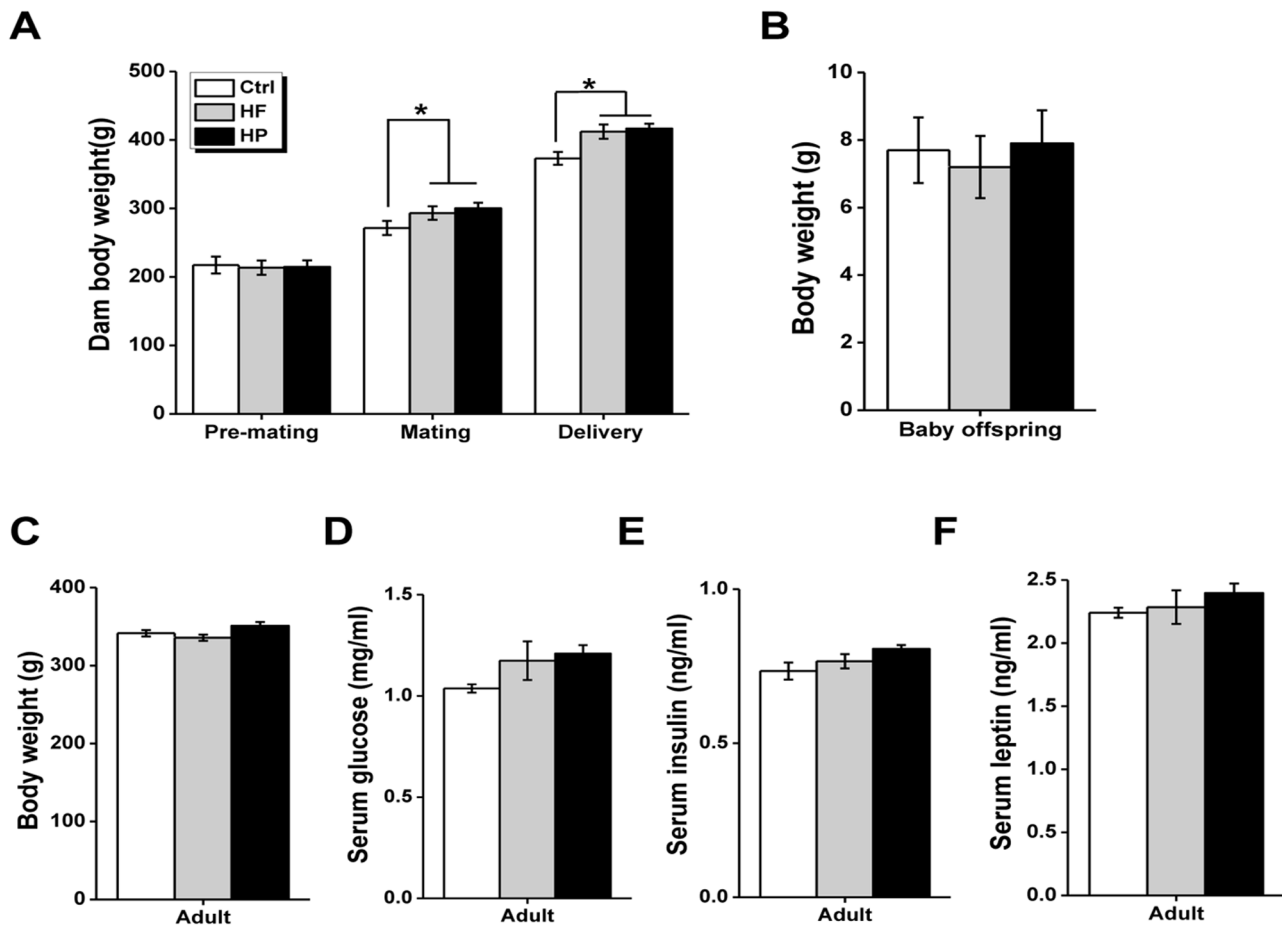 A
Dam body weight(g)
500
400
300
200
100
0
Ctrl
HF
HP
*
*
Pre-mating Mating Delivery
B
Body weight (g)
10
8
6
4
2
0
Baby offspring
C
Body weight (g)
400
300
200
100
0
Adult
D
Serum glucose (mg/ml)
1.5
1.0
0.5
0.0
Adult
E
Serum insulin (ng/ml)
1.0
0.5
0.0
Adult
F
Serum leptin (ng/ml)
2.5
2.0
1.5
1.0
0.5
0.0
Adult